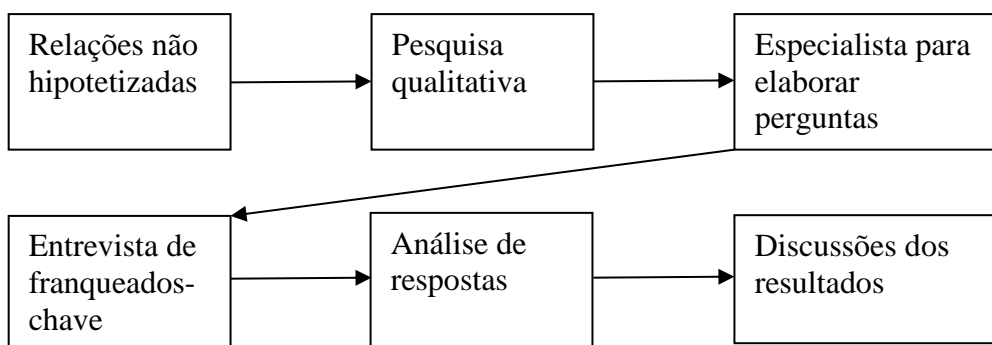 Relações não
hipotetizadas
Pesquisa
qualitativa
Especialista para
elaborar
perguntas
Entrevista de
franqueados-
chave
Análise de
respostas
Discussões dos
resultados